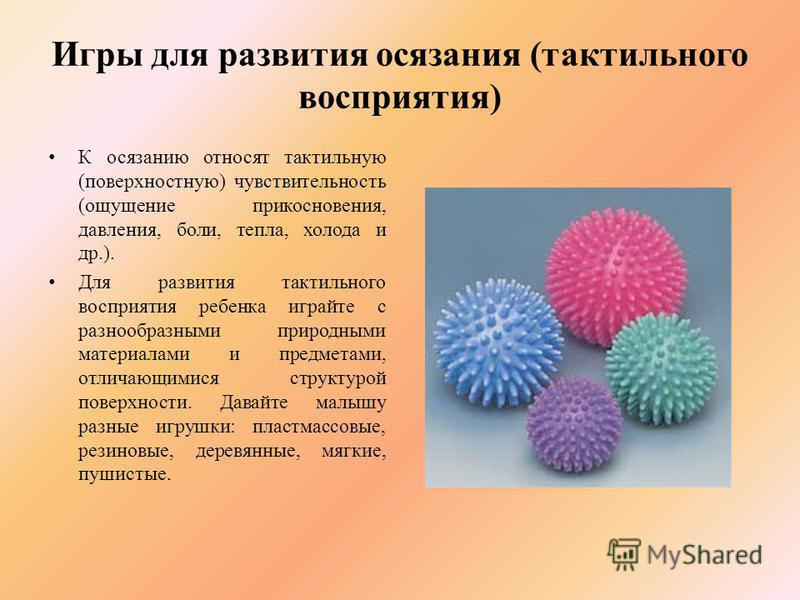 Игры для развития осязания (тактильного
восприятия)
• К осязанию относят тактильную
(поверхностную) чувствительность
(ощущение прикосновения,
давления, боли, тепла, холода и
др.).
• Для развития тактильного
восприятия ребенка играйте с
разнообразными природными
материалами и предметами,
отличающимися структурой
поверхности. Давайте малышу
разные игрушки: пластмассовые,
резиновые, деревянные, мягкие,
пушистые.
MyShared